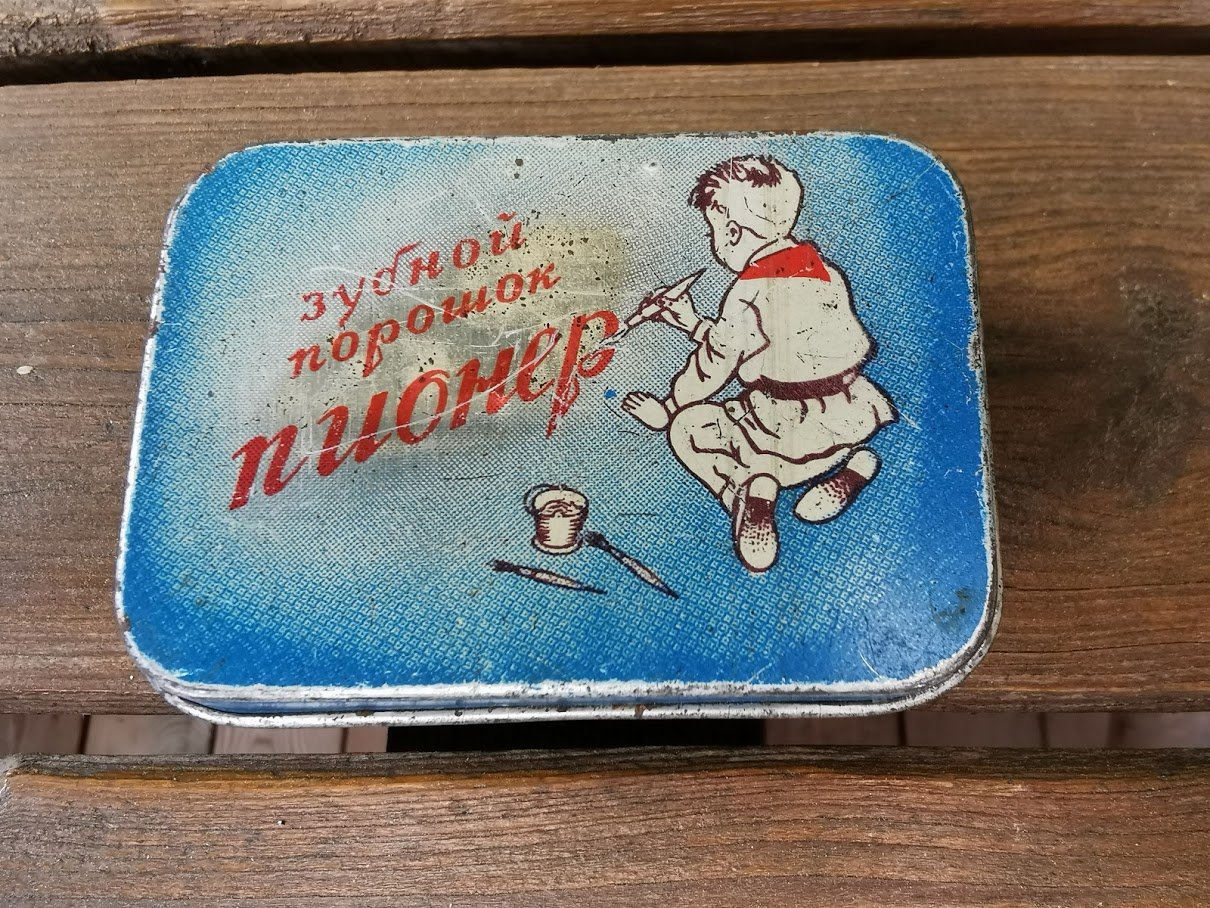 зубной
порошок
пионер